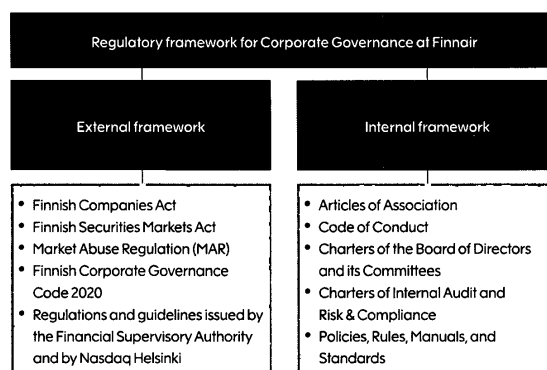 Regulatory framework for Corporate Governance at Finnair
External framework
• Finnish Companies Act
• Finnish Securities Markets Act
• Market Abuse Regulation (MAR)
• Finnish Corporate Governance
Code 2020
• Regulations and guidelines issued by
the Financial Supervisory Authority
and by Nasdaq Helsinki
Internal framework
• Articles of Association
• Code of Conduct
• Charters of the Board of Directors
and its Committees
• Charters of Internal Audit and
Risk & Compliance
• Policies, Rules, Manuals, and
Standards